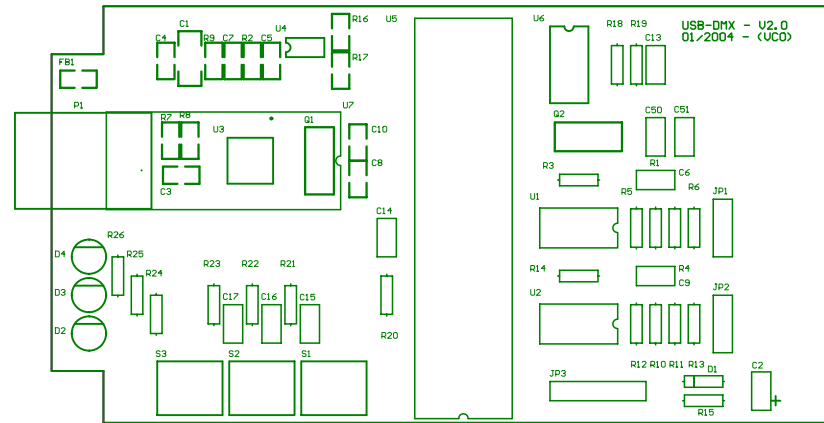 C1
U4
R16
U5
U6
R18
R19
USB-DMX - V2.0
01/2004 - (VCO)
C4
R9
C7
R2
C5
C13
FB1
R17
P1
U7
R7
R8
U3
Q1
C10
Q2
C50
C51
C8
R3
R1
C6
C3
U1
R5
R6
JP1
C14
R26
D4
R25
R24
R23
R22
R21
R14
R4
C9
D3
C17
C16
C15
U2
JP2
D2
R20
S3
S2
S1
R12
R10
R11
R13
D1
C2
JP3
R15